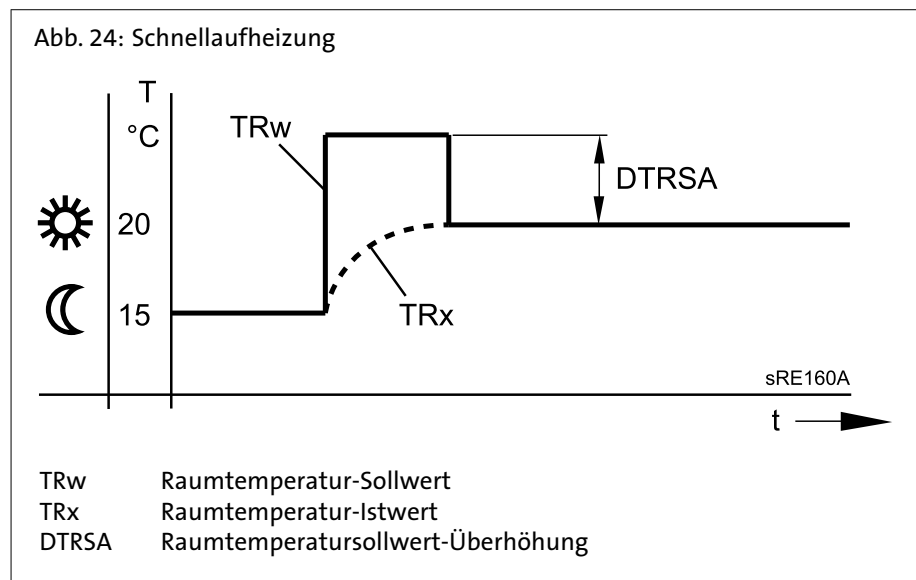 Abb. 24: Schnellaufheizung
T
°C
TRw
DTRSA
20
15
TRx
sRE160A
t
TRw Raumtemperatur-Sollwert
TRx Raumtemperatur-Istwert
DTRSA Raumtemperatursollwert-Überhöhung